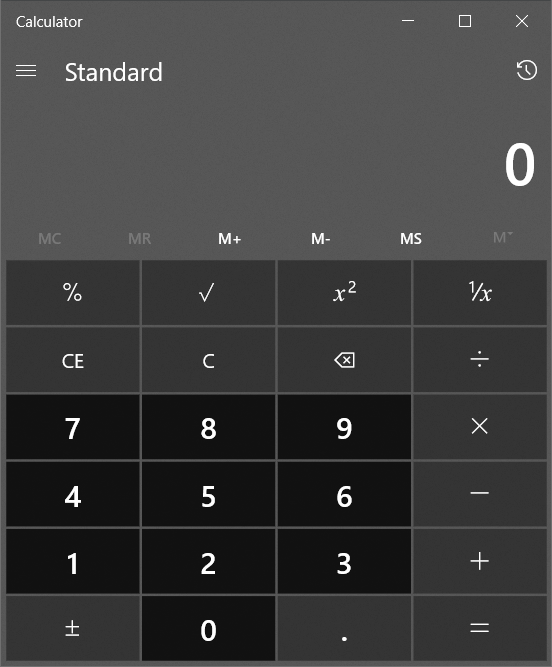 Calculator
Standard
0
MC MR M+ M- MS M˅
% √ x² ¹/x
CE C ÷
7 8 9 ×
4 5 6 −
1 2 3 +
± 0 . =